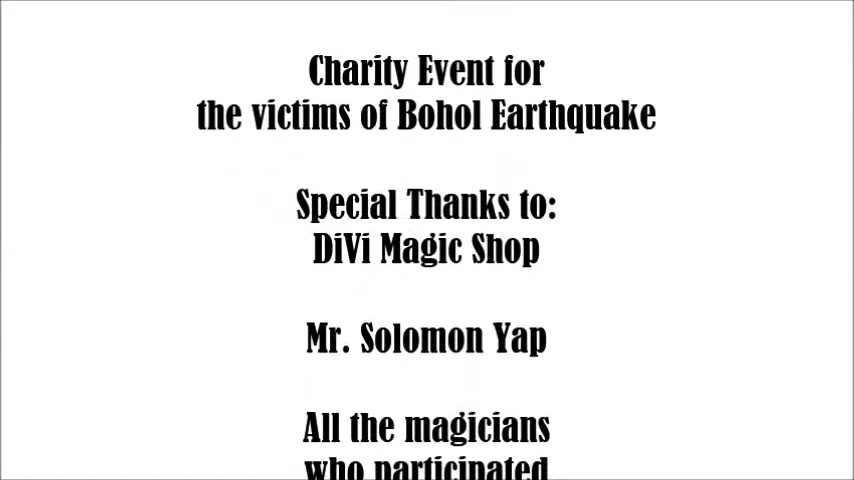 Charity Event for
the victims of Bohol Earthquake
Special Thanks to:
DiVi Magic Shop
Mr. Solomon Yap
All the magicians
who participated